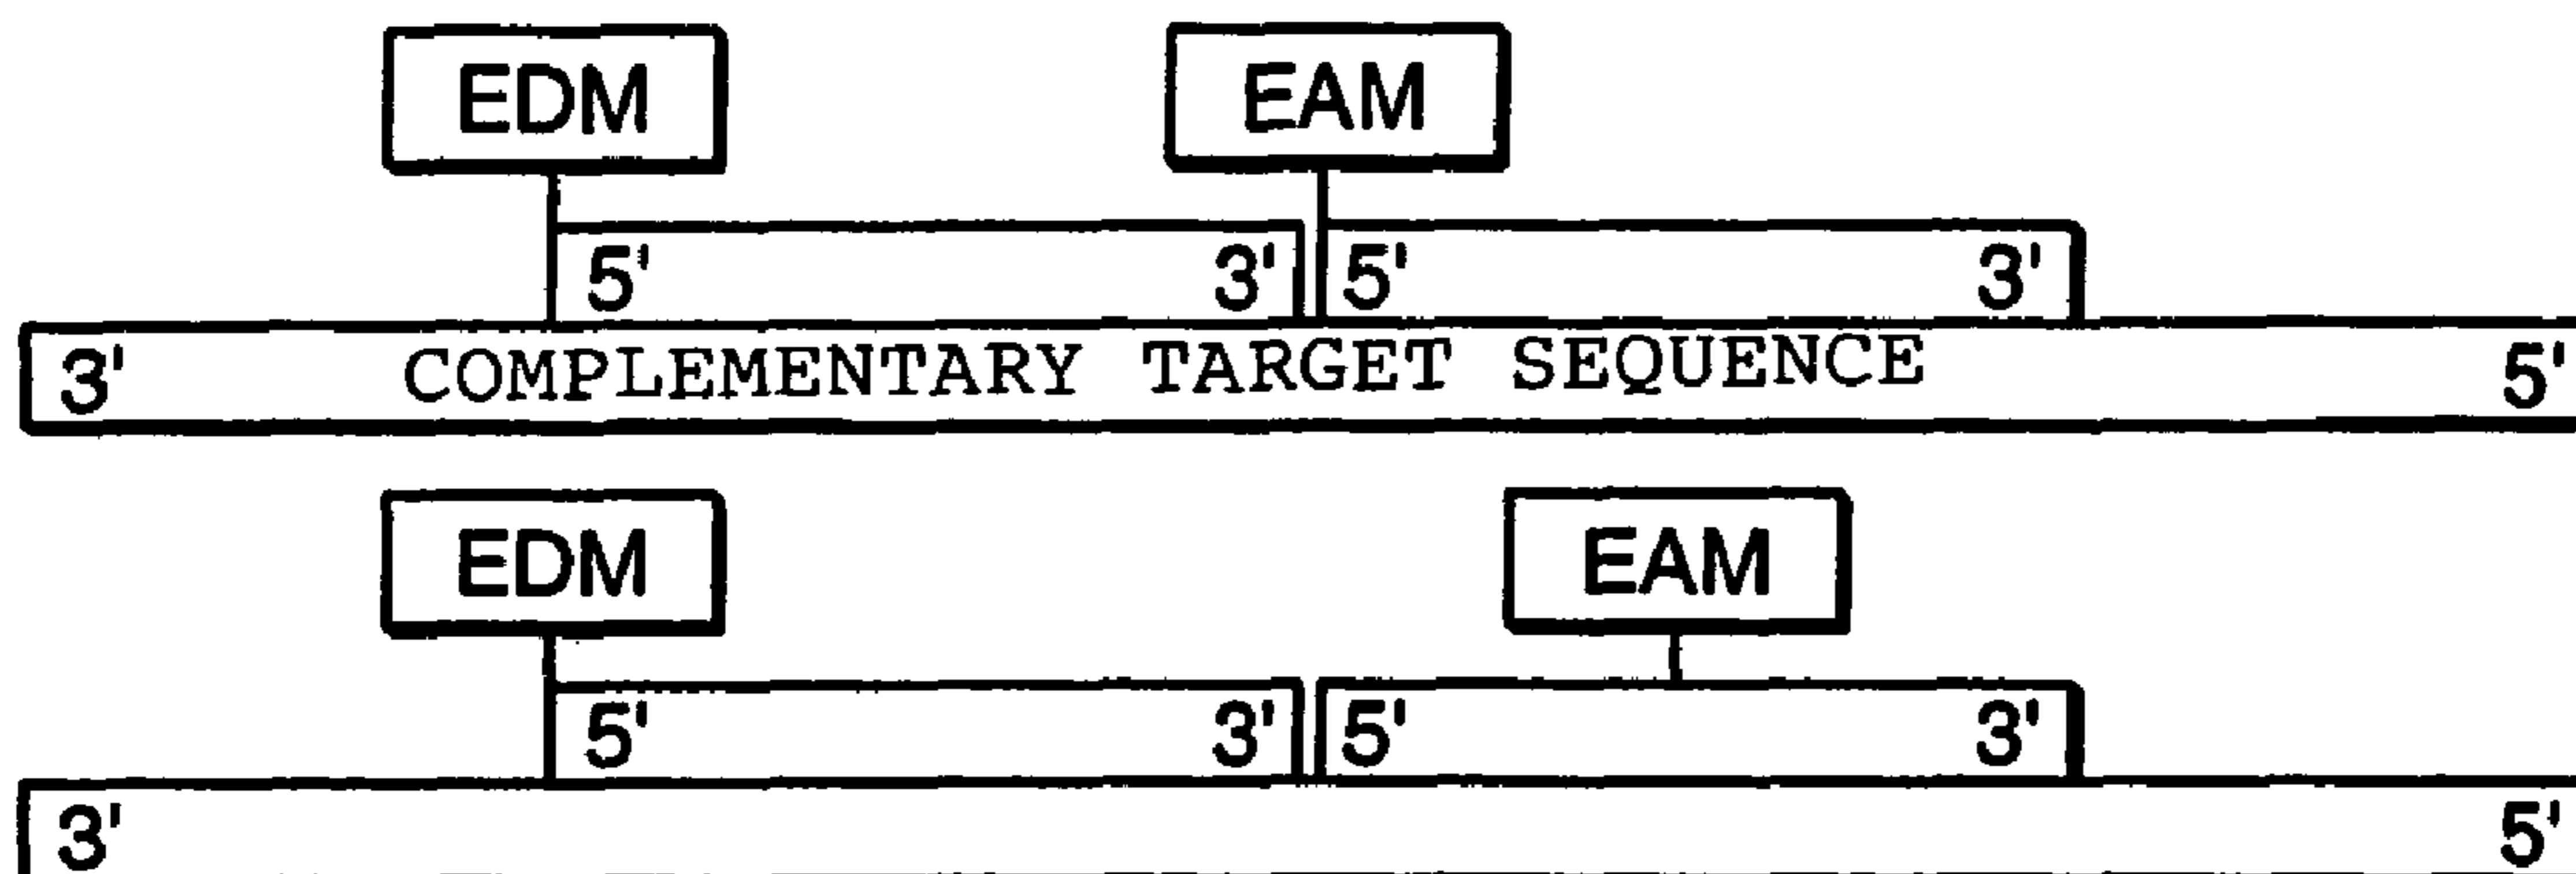 EDM EAM
5' 3' 5' 3'
3' COMPLEMENTARY TARGET SEQUENCE 5'
EDM EAM
5' 3' 5' 3'
3' 5'